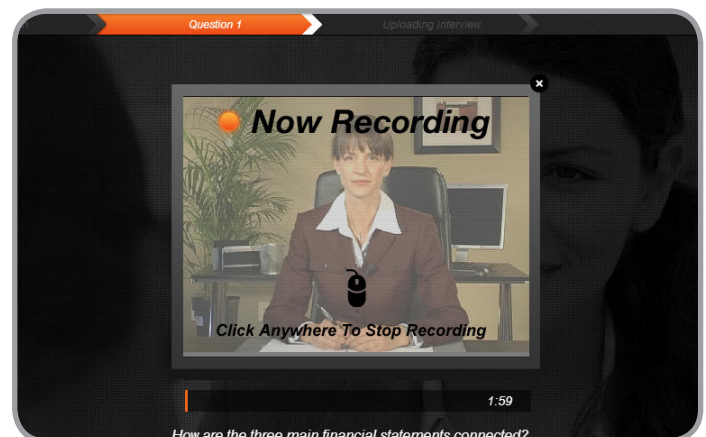 Question 1
Uploading Interview
Now Recording
Click Anywhere To Stop Recording
1:59
How are the three main financial statements connected?